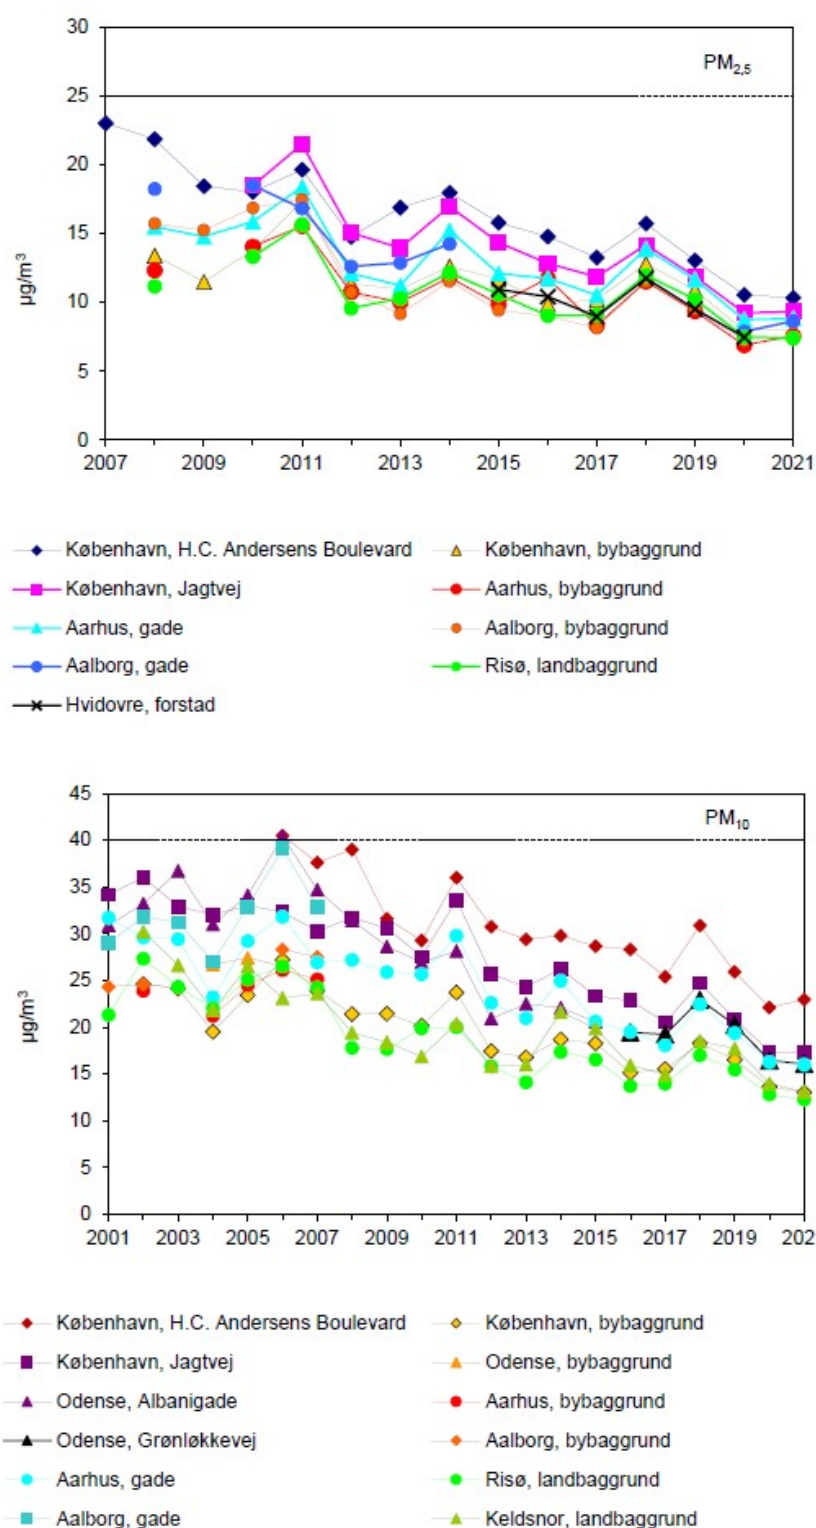 30
PM2,5
25
20
15
µg/m3
10
5
0
2007 2009 2011 2013 2015 2017 2019 2021
København, H.C. Andersens Boulevard København, bybaggrund
København, Jagtvej Aarhus, bybaggrund
Aarhus, gade Aalborg, bybaggrund
Aalborg, gade Risø, landbaggrund
Hvidovre, forstad
45
PM10
40
35
30
25
µg/m3
20
15
10
5
0
2001 2003 2005 2007 2009 2011 2013 2015 2017 2019 202
København, H.C. Andersens Boulevard København, bybaggrund
København, Jagtvej Odense, bybaggrund
Odense, Albanigade Aarhus, bybaggrund
Odense, Grønløkkevej Aalborg, bybaggrund
Aarhus, gade Risø, landbaggrund
Aalborg, gade Keldsnor, landbaggrund